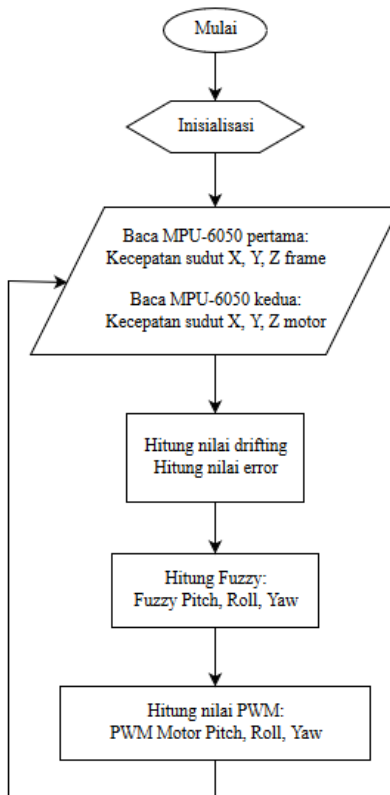 Mulai
Inisialisasi
Baca MPU-6050 pertama:
Kecepatan sudut X, Y, Z frame
Baca MPU-6050 kedua:
Kecepatan sudut X, Y, Z motor
Hitung nilai drifting
Hitung nilai error
Hitung Fuzzy:
Fuzzy Pitch, Roll, Yaw
Hitung nilai PWM:
PWM Motor Pitch, Roll, Yaw